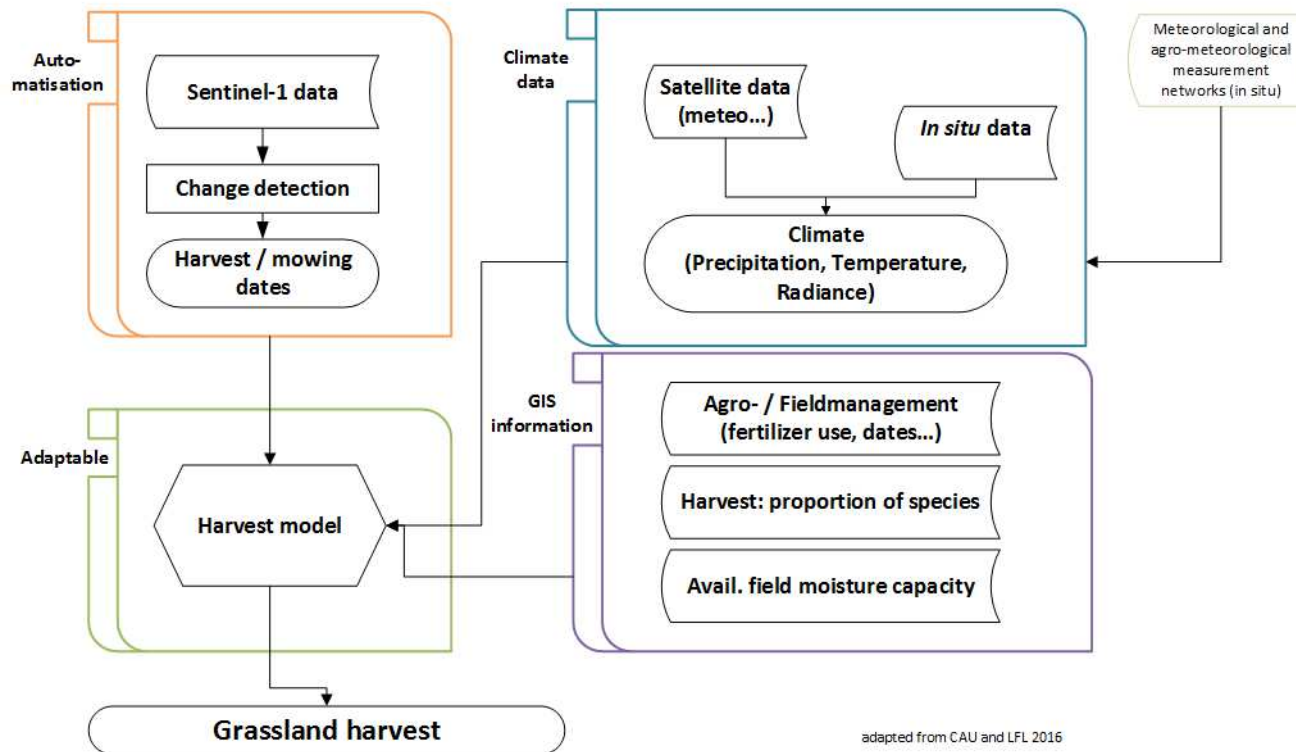 Auto-
matisation
Sentinel-1 data
Change detection
Harvest / mowing
dates
Climate
data
Satellite data
(meteo...)
In situ data
Climate
(Precipitation, Temperature,
Radiance)
Meteorological and
agro-meteorological
measurement
networks (in situ)
Adaptable
Harvest model
GIS
information
Agro- / Fieldmanagement
(fertilizer use, dates...)
Harvest: proportion of species
Avail. field moisture capacity
Grassland harvest
adapted from CAU and LFL 2016